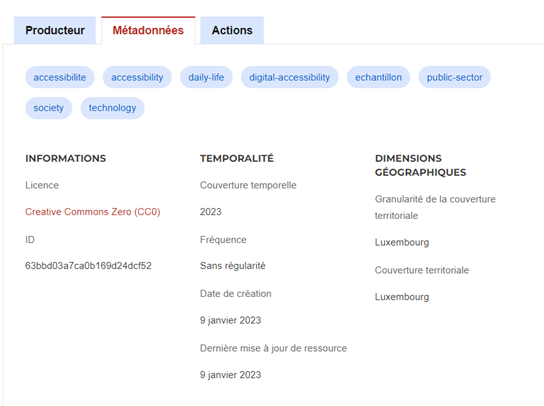 Producteur Métadonnées Actions
accessibilite accessibility daily-life digital-accessibility echantillon public-sector
society technology
INFORMATIONS
Licence
Creative Commons Zero (CC0)
ID
63bbd03a7ca0b169d24dcf52
TEMPORALITÉ
Couverture temporelle
2023
Fréquence
Sans régularité
Date de création
9 janvier 2023
Dernière mise à jour de ressource
9 janvier 2023
DIMENSIONS
GÉOGRAPHIQUES
Granularité de la couverture
territoriale
Luxembourg
Couverture territoriale
Luxembourg